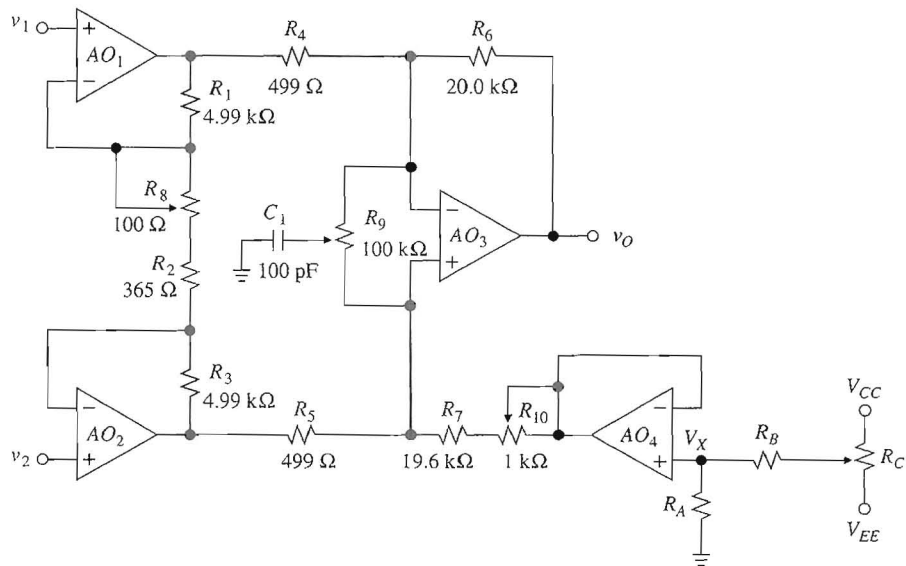 v1
+
AO1
−
R4
499 Ω
R6
20.0 kΩ
R1
4.99 kΩ
R8
100 Ω
C1
100 pF
R9
100 kΩ
−
AO3
+
vO
R2
365 Ω
R3
4.99 kΩ
−
AO2
+
v2
R5
499 Ω
R7
19.6 kΩ
R10
1 kΩ
−
AO4
+
VX
RB
VCC
RC
VEE
RA